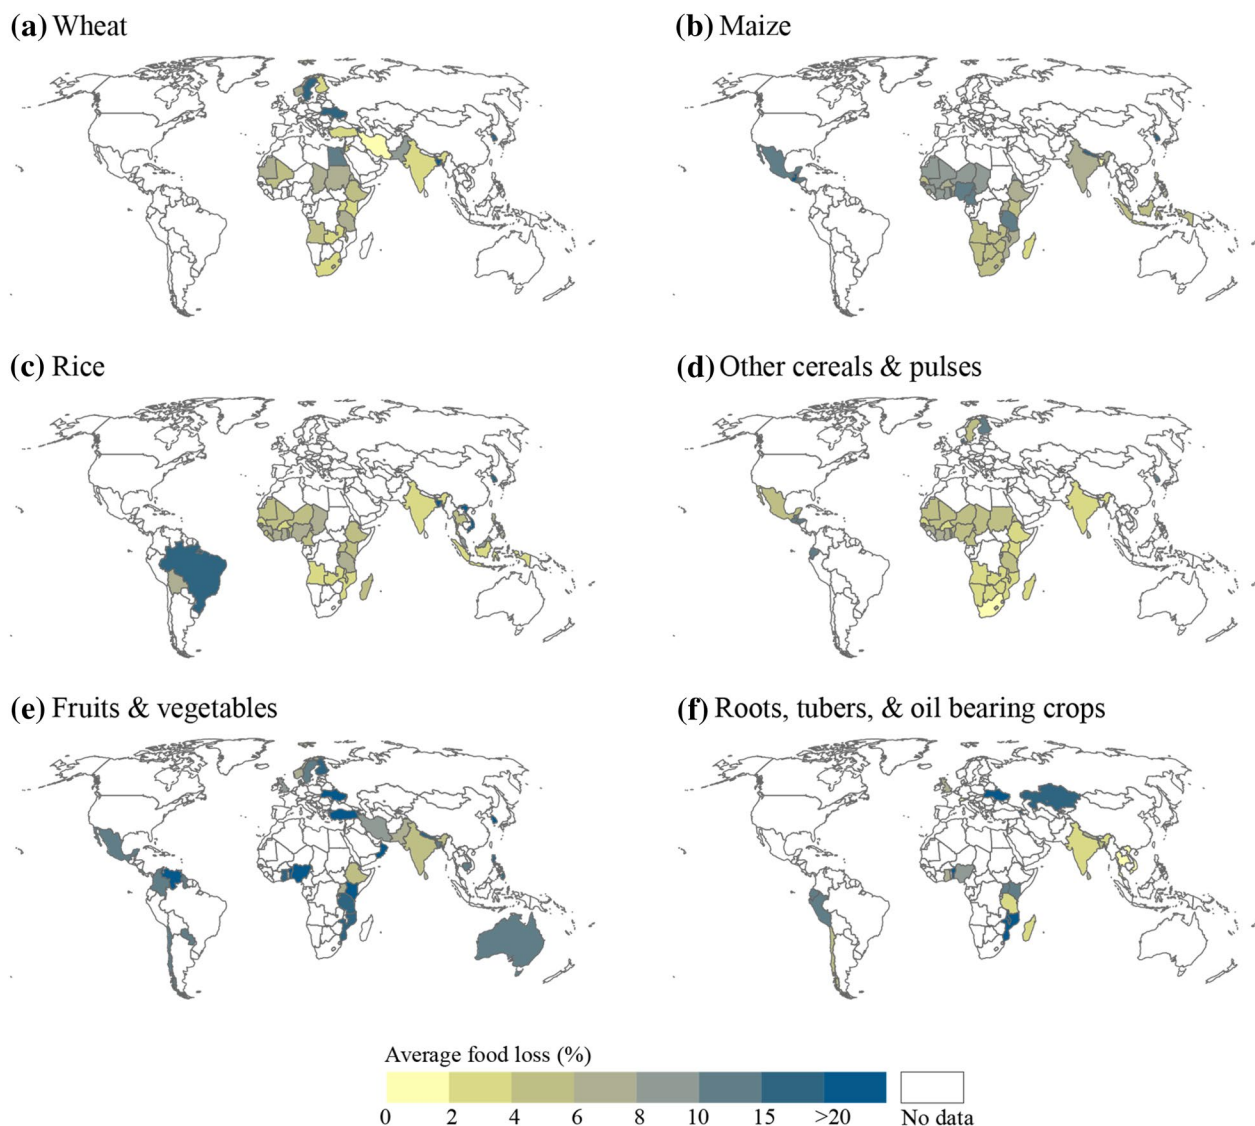 (a) Wheat
(b) Maize
(c) Rice
(d) Other cereals & pulses
(e) Fruits & vegetables
(f) Roots, tubers, & oil bearing crops
Average food loss (%)
0 2 4 6 8 10 15 >20 No data